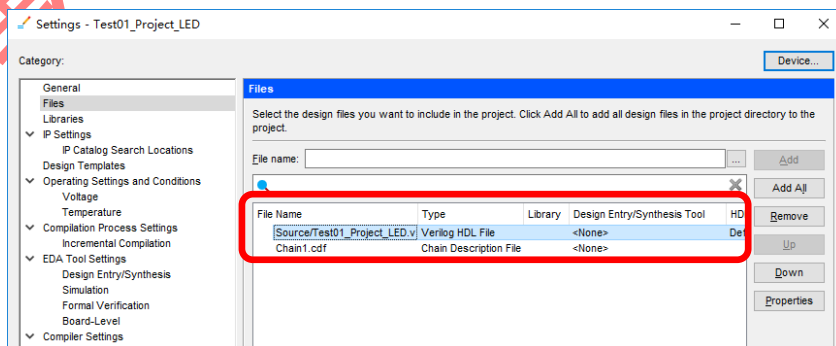 Settings - Test01_Project_LED
Category:
Device...
General
Files
Libraries
IP Settings
IP Catalog Search Locations
Design Templates
Operating Settings and Conditions
Voltage
Temperature
Compilation Process Settings
Incremental Compilation
EDA Tool Settings
Design Entry/Synthesis
Simulation
Formal Verification
Board-Level
Compiler Settings
Files
Select the design files you want to include in the project. Click Add All to add all design files in the project directory to the
project.
File name:
...
Add
Add All
Remove
Up
Down
Properties
File Name Type Library Design Entry/Synthesis Tool HD
Source/Test01_Project_LED.v Verilog HDL File <None> Def
Chain1.cdf Chain Description File <None>